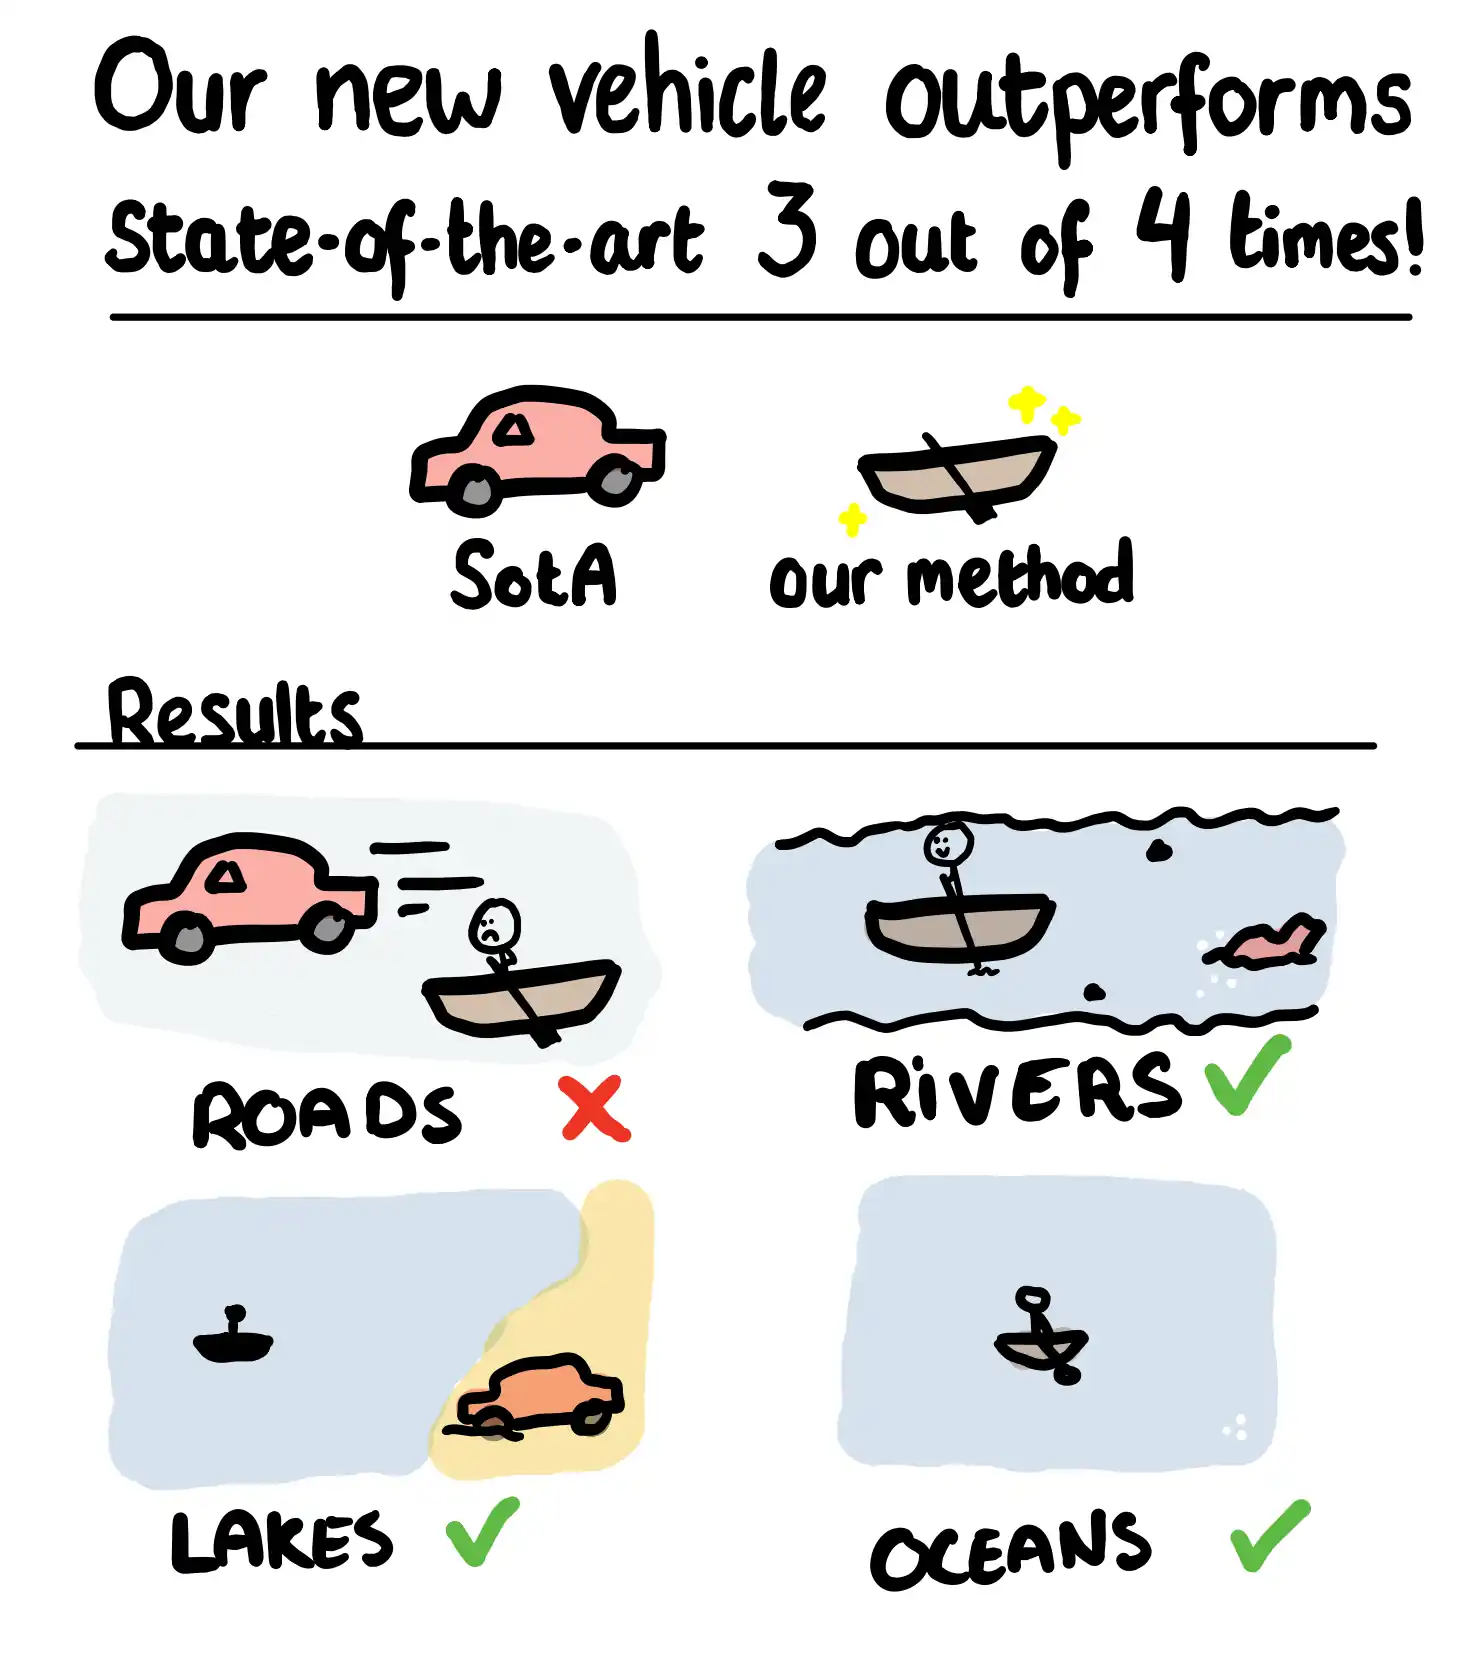 Our new vehicle outperforms
State-of-the-art 3 out of 4 times!
SotA
our method
Results
ROADS
RiVERS
LAKES
OCEANS